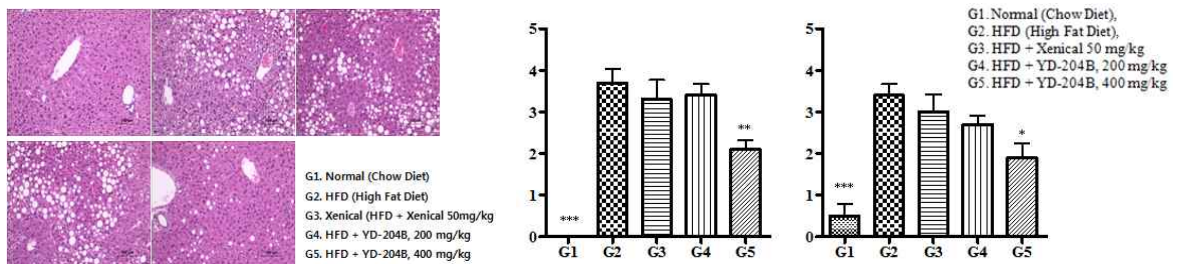 G1. Normal (Chow Diet)
G2. HFD (High Fat Diet)
G3. Xenical (HFD + Xenical 50mg/kg
G4. HFD + YD-204B, 200 mg/kg
G5. HFD + YD-204B, 400 mg/kg
5
4
3
2
1
0
***
**
G1 G2 G3 G4 G5
5
4
3
2
1
0
***
*
G1 G2 G3 G4 G5
G1. Normal (Chow Diet),
G2. HFD (High Fat Diet),
G3. HFD + Xenical 50 mg/kg
G4. HFD + YD-204B, 200 mg/kg
G5. HFD + YD-204B, 400 mg/kg